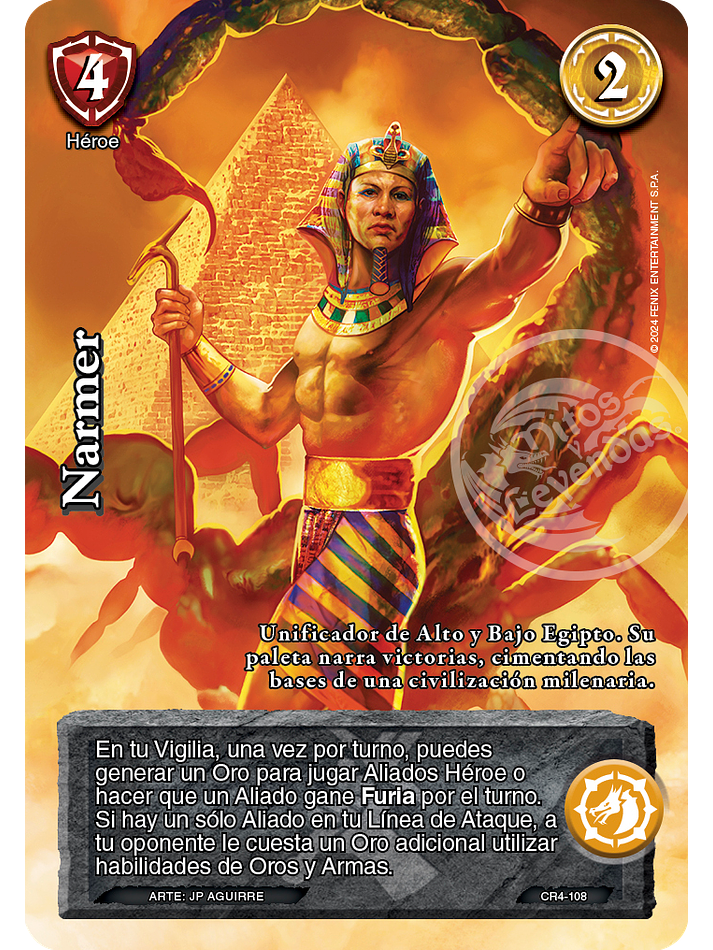 4
2
Héroe
© 2024 FENIX ENTERTAINMENT S.P.A.
Narmer
Mitos
y
Leyendas.
Unificador de Alto y Bajo Egipto. Su
paleta narra victorias, cimentando las
bases de una civilización milenaria.
En tu Vigilia, una vez por turno, puedes
generar un Oro para jugar Aliados Héroe o
hacer que un Aliado gane Furia por el turno.
Si hay un sólo Aliado en tu Línea de Ataque, a
tu oponente le cuesta un Oro adicional utilizar
habilidades de Oros y Armas.
ARTE: JP AGUIRRE
CR4-108